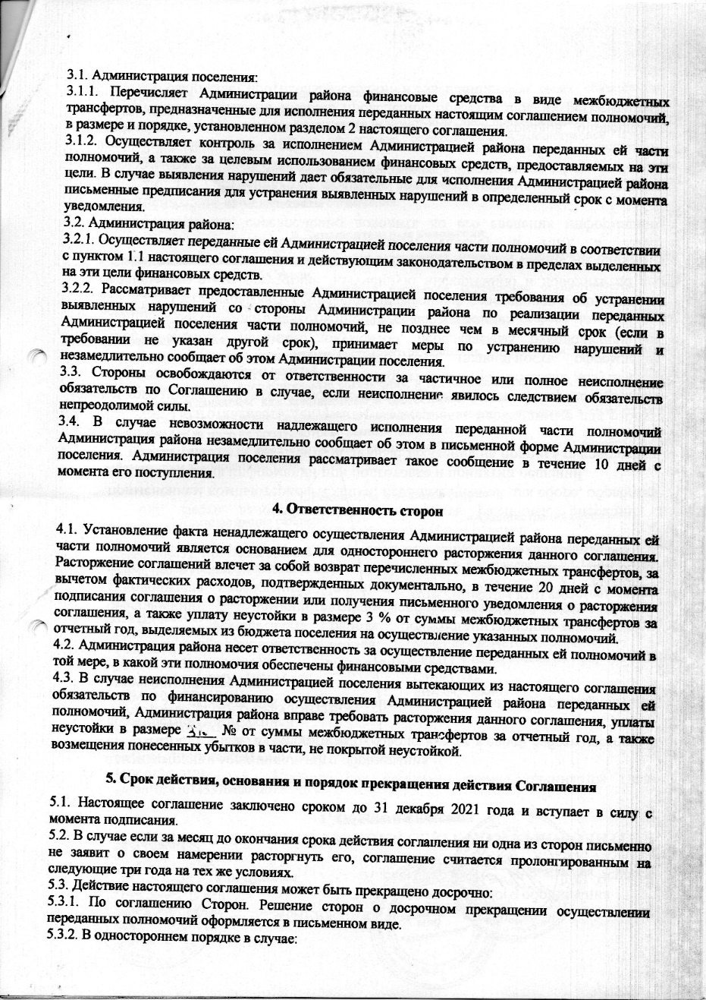 3.1. Администрация поселения:
3.1.1. Перечисляет Администрации района финансовые средства в виде межбюджетных
трансфертов, предназначенные для исполнения переданных настоящим соглашением полномочий,
в размере и порядке, установленном разделом 2 настоящего соглашения.
3.1.2. Осуществляет контроль за исполнением Администрацией района переданных ей части
полномочий, а также за целевым использованием финансовых средств, предоставляемых на эти
цели. В случае выявления нарушений дает обязательные для исполнения Администрацией района
письменные предписания для устранения выявленных нарушений в определенный срок с момента
уведомления.
3.2. Администрация района:
3.2.1. Осуществляет переданные ей Администрацией поселения части полномочий в соответствии
с пунктом 1.1 настоящего соглашения и действующим законодательством в пределах выделенных
на эти цели финансовых средств.
3.2.2. Рассматривает предоставленные Администрацией поселения требования об устранении
выявленных нарушений со стороны Администрации района по реализации переданных
Администрацией поселения части полномочий, не позднее чем в месячный срок (если в
требовании не указан другой срок), принимает меры по устранению нарушений и
незамедлительно сообщает об этом Администрации поселения.
3.3. Стороны освобождаются от ответственности за частичное или полное неисполнение
обязательств по Соглашению в случае, если неисполнение явилось следствием обязательств
непреодолимой силы.
3.4. В случае невозможности надлежащего исполнения переданной части полномочий
Администрация района незамедлительно сообщает об этом в письменной форме Администрации
поселения. Администрация поселения рассматривает такое сообщение в течение 10 дней с
момента его поступления.
4. Ответственность сторон
4.1. Установление факта ненадлежащего осуществления Администрацией района переданных ей
части полномочий является основанием для одностороннего расторжения данного соглашения.
Расторжение соглашений влечет за собой возврат перечисленных межбюджетных трансфертов, за
вычетом фактических расходов, подтвержденных документально, в течение 20 дней с момента
подписания соглашения о расторжении или получения письменного уведомления о расторжения
соглашения, а также уплату неустойки в размере 3 % от суммы межбюджетных трансфертов за
отчетный год, выделяемых из бюджета поселения на осуществление указанных полномочий.
4.2. Администрация района несет ответственность за осуществление переданных ей полномочий в
той мере, в какой эти полномочия обеспечены финансовыми средствами.
4.3. В случае неисполнения Администрацией поселения вытекающих из настоящего соглашения
обязательств по финансированию осуществления Администрацией района переданных ей
полномочий, Администрация района вправе требовать расторжения данного соглашения, уплаты
неустойки в размере № от суммы межбюджетных трансфертов за отчетный год, а также
возмещения понесенных убытков в части, не покрытой неустойкой.
5. Срок действия, основания и порядок прекращения действия Соглашения
5.1. Настоящее соглашение заключено сроком до 31 декабря 2021 года и вступает в силу с
момента подписания.
5.2. В случае если за месяц до окончания срока действия соглашения ни одна из сторон письменно
не заявит о своем намерении расторгнуть его, соглашение считается пролонгированным на
следующие три года на тех же условиях.
5.3. Действие настоящего соглашения может быть прекращено досрочно:
5.3.1. По соглашению Сторон. Решение сторон о досрочном прекращении осуществлении
переданных полномочий оформляется в письменном виде.
5.3.2. В одностороннем порядке в случае: